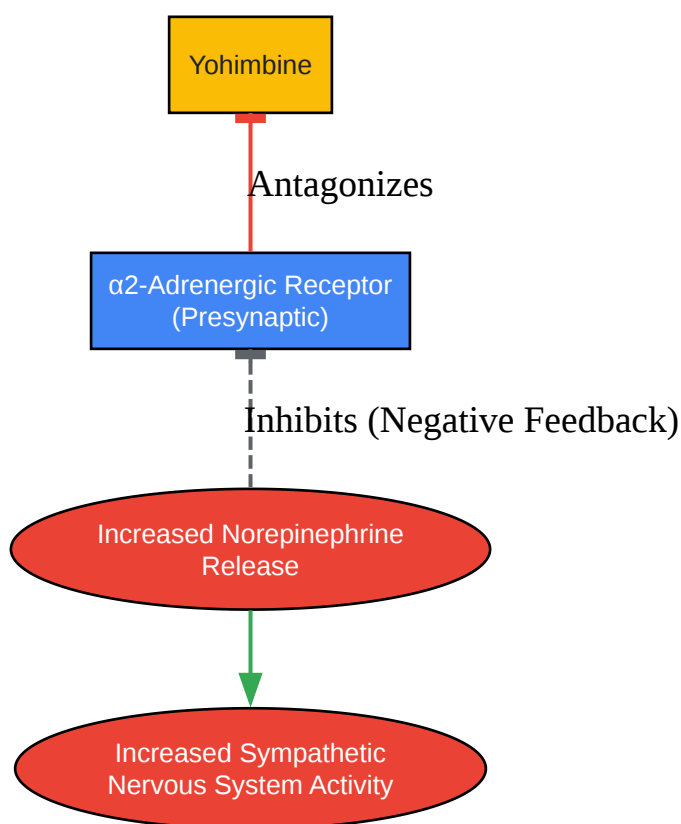 Yohimbine
Antagonizes
α2-Adrenergic Receptor
(Presynaptic)
Inhibits (Negative Feedback)
Increased Norepinephrine
Release
Increased Sympathetic
Nervous System Activity